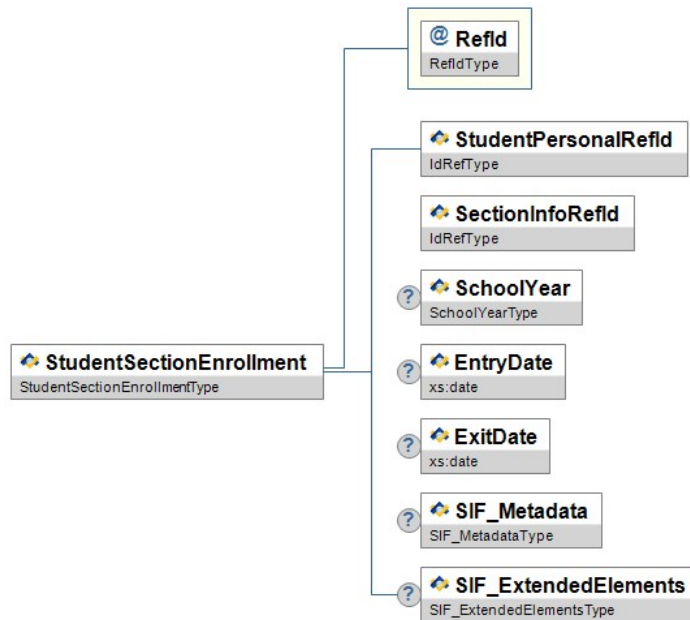 @ RefId
RefIdType
StudentPersonalRefId
IdRefType
SectionInfoRefId
IdRefType
? SchoolYear
SchoolYearType
StudentSectionEnrollment
StudentSectionEnrollmentType
? EntryDate
xs:date
? ExitDate
xs:date
? SIF_Metadata
SIF_MetadataType
? SIF_ExtendedElements
SIF_ExtendedElementsType